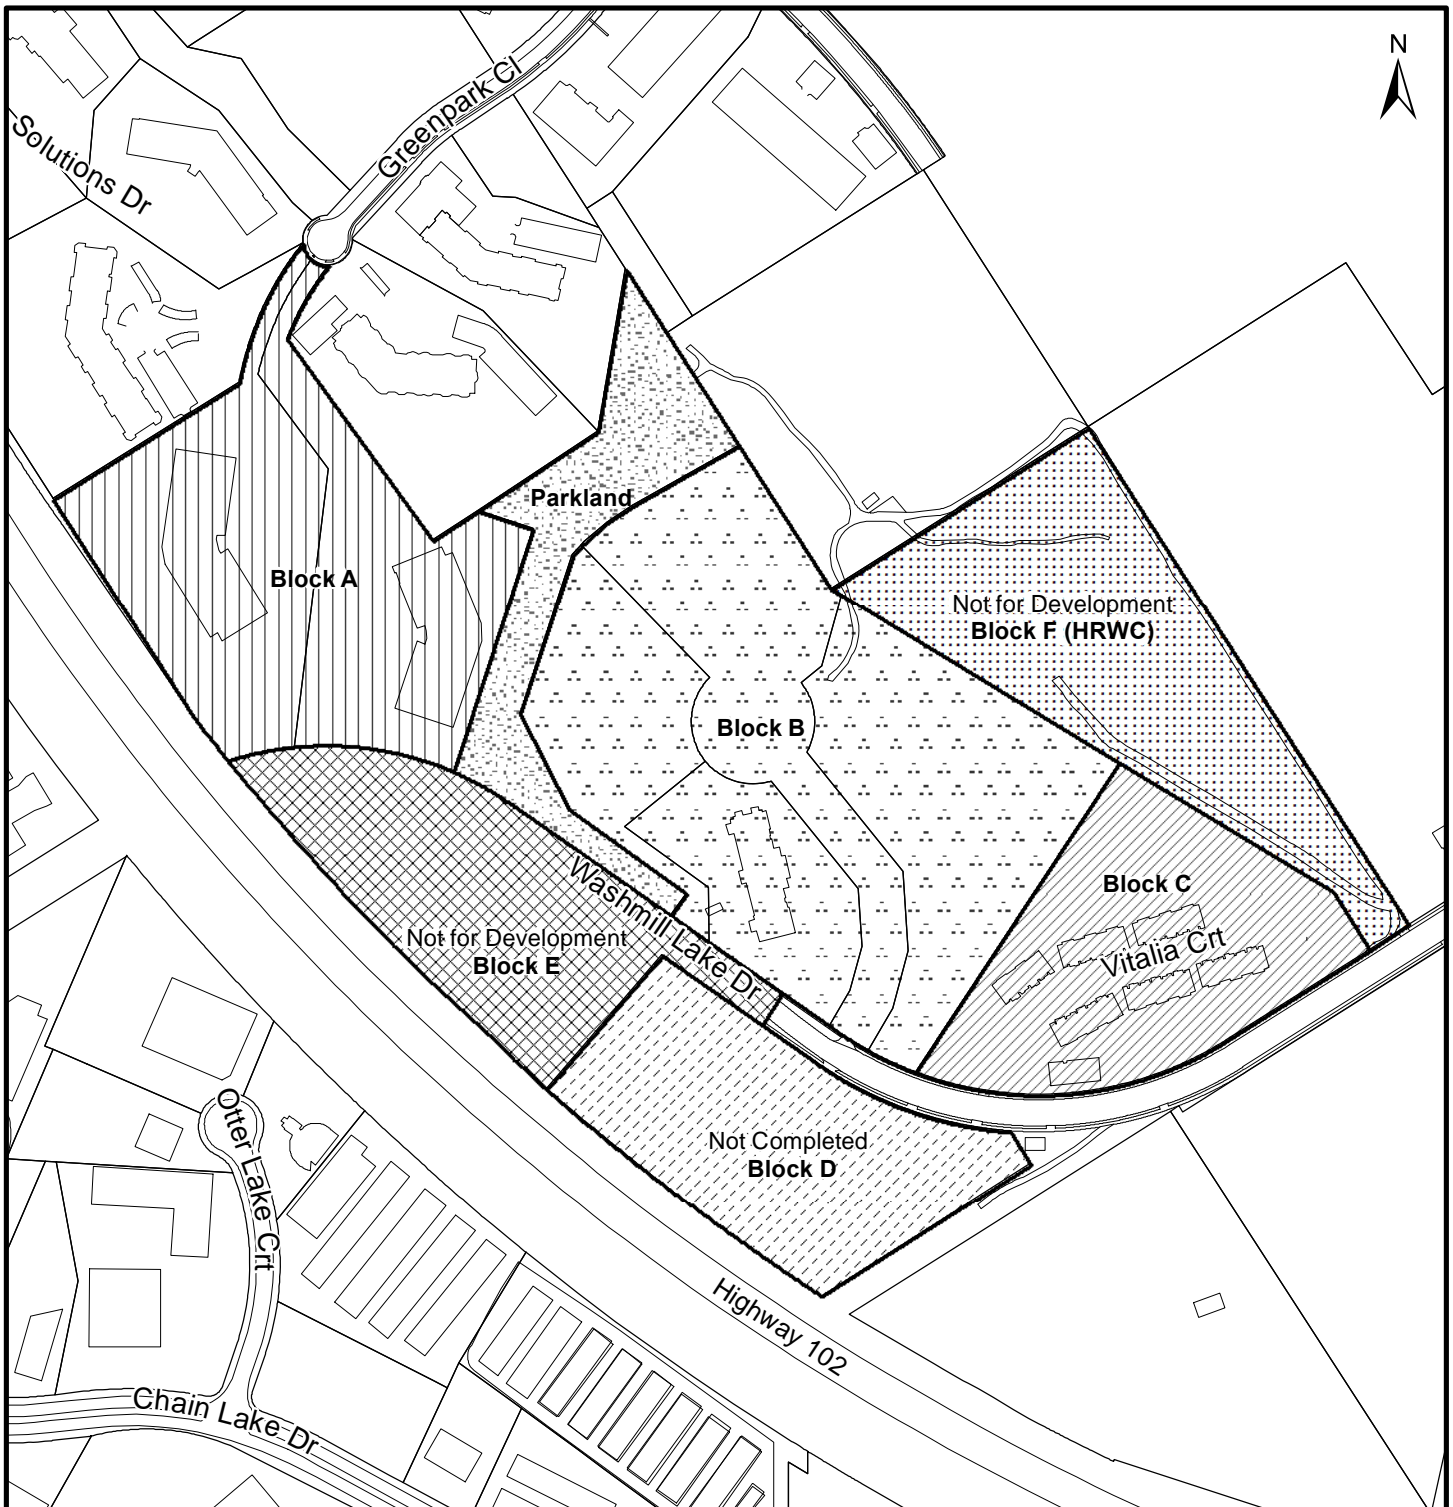 N
Greenpark Cl
Solutions Dr
Parkland
Block A
Not for Development
Block F (HRWC)
Block B
Block C
Washmill Lake Dr
Not for Development
Block E
Vitalia Crt
Otter Lake Crt
Not Completed
Block D
Highway 102
Chain Lake Dr